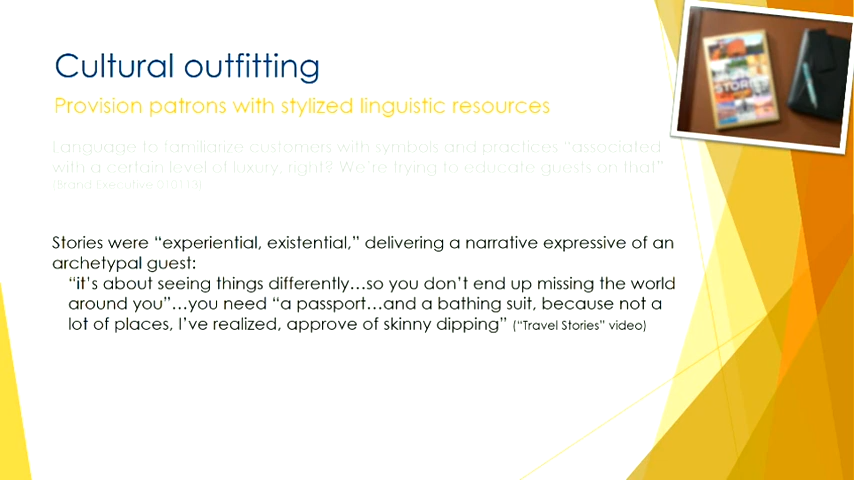 Cultural outfitting
Provision patrons with stylized linguistic resources
Language to familiarize customers with symbols and practices “associated
with a certain level of luxury, right? We’re trying to educate guests on that”
(Brand Executive 010113)
Stories were “experiential, existential,” delivering a narrative expressive of an
archetypal guest:
“it’s about seeing things differently…so you don’t end up missing the world
around you”…you need “a passport…and a bathing suit, because not a
lot of places, I’ve realized, approve of skinny dipping” (“Travel Stories” video)
STORIES